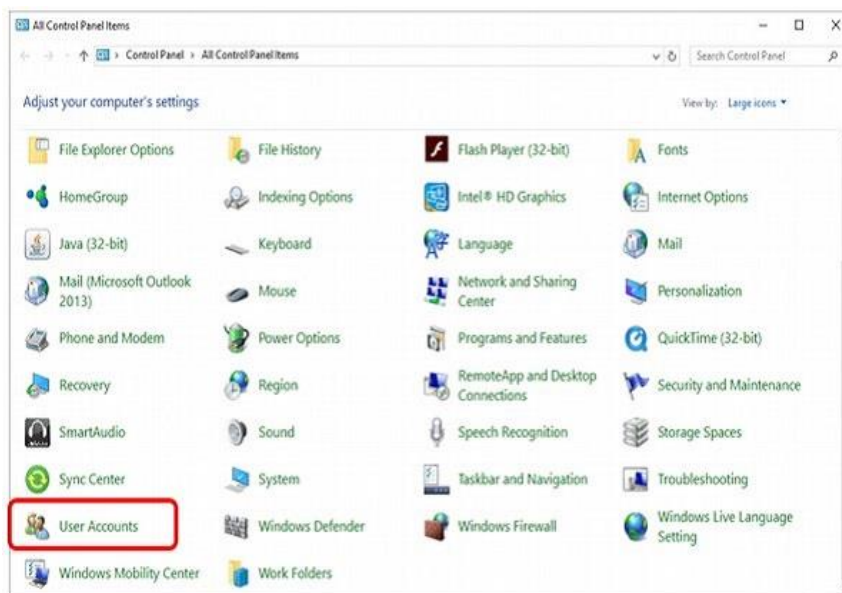 All Control Panel Items
Control Panel › All Control Panel Items
Search Control Panel
Adjust your computer's settings
View by: Large icons
File Explorer Options
File History
Flash Player (32-bit)
Fonts
HomeGroup
Indexing Options
Intel® HD Graphics
Internet Options
Java (32-bit)
Keyboard
Language
Mail
Mail (Microsoft Outlook
2013)
Mouse
Network and Sharing
Center
Personalization
Phone and Modem
Power Options
Programs and Features
QuickTime (32-bit)
Recovery
Region
RemoteApp and Desktop
Connections
Security and Maintenance
SmartAudio
Sound
Speech Recognition
Storage Spaces
Sync Center
System
Taskbar and Navigation
Troubleshooting
User Accounts
Windows Defender
Windows Firewall
Windows Live Language
Setting
Windows Mobility Center
Work Folders